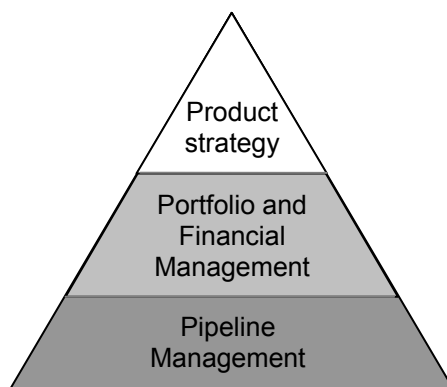 Product
strategy
Portfolio and
Financial
Management
Pipeline
Management